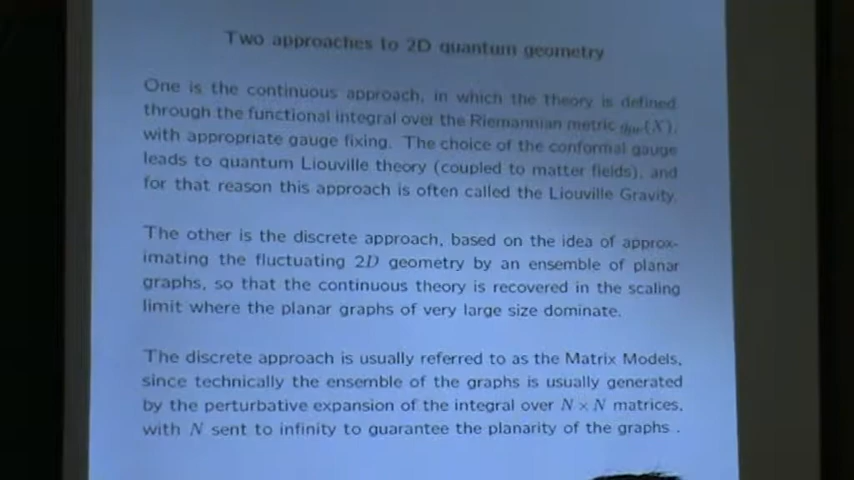 Two approaches to 2D quantum geometry
One is the continuous approach, in which the theory is defined
through the functional integral over the Riemannian metric gμν(X),
with appropriate gauge fixing. The choice of the conformal gauge
leads to quantum Liouville theory (coupled to matter fields), and
for that reason this approach is often called the Liouville Gravity.
The other is the discrete approach, based on the idea of approx-
imating the fluctuating 2D geometry by an ensemble of planar
graphs, so that the continuous theory is recovered in the scaling
limit where the planar graphs of very large size dominate.
The discrete approach is usually referred to as the Matrix Models,
since technically the ensemble of the graphs is usually generated
by the perturbative expansion of the integral over N × N matrices,
with N sent to infinity to guarantee the planarity of the graphs .